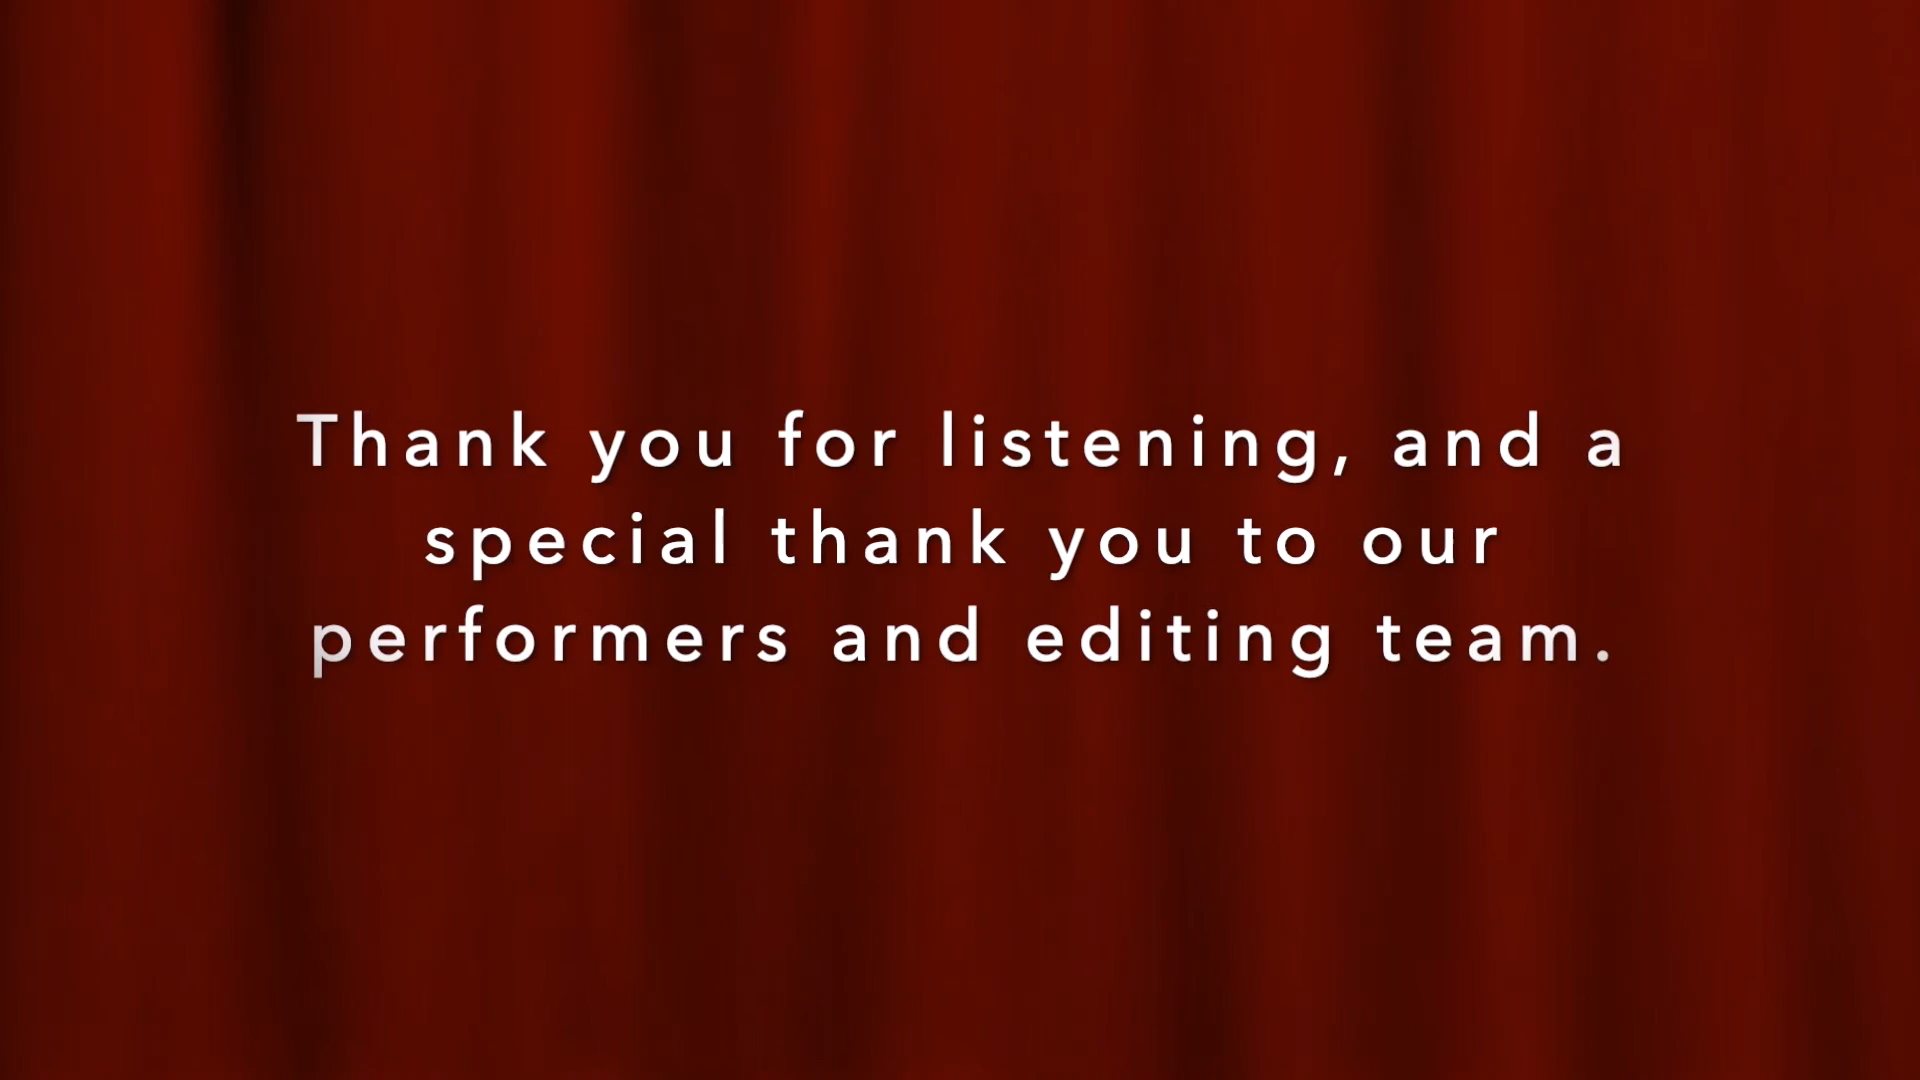 Thank you for listening, and a
special thank you to our
performers and editing team.